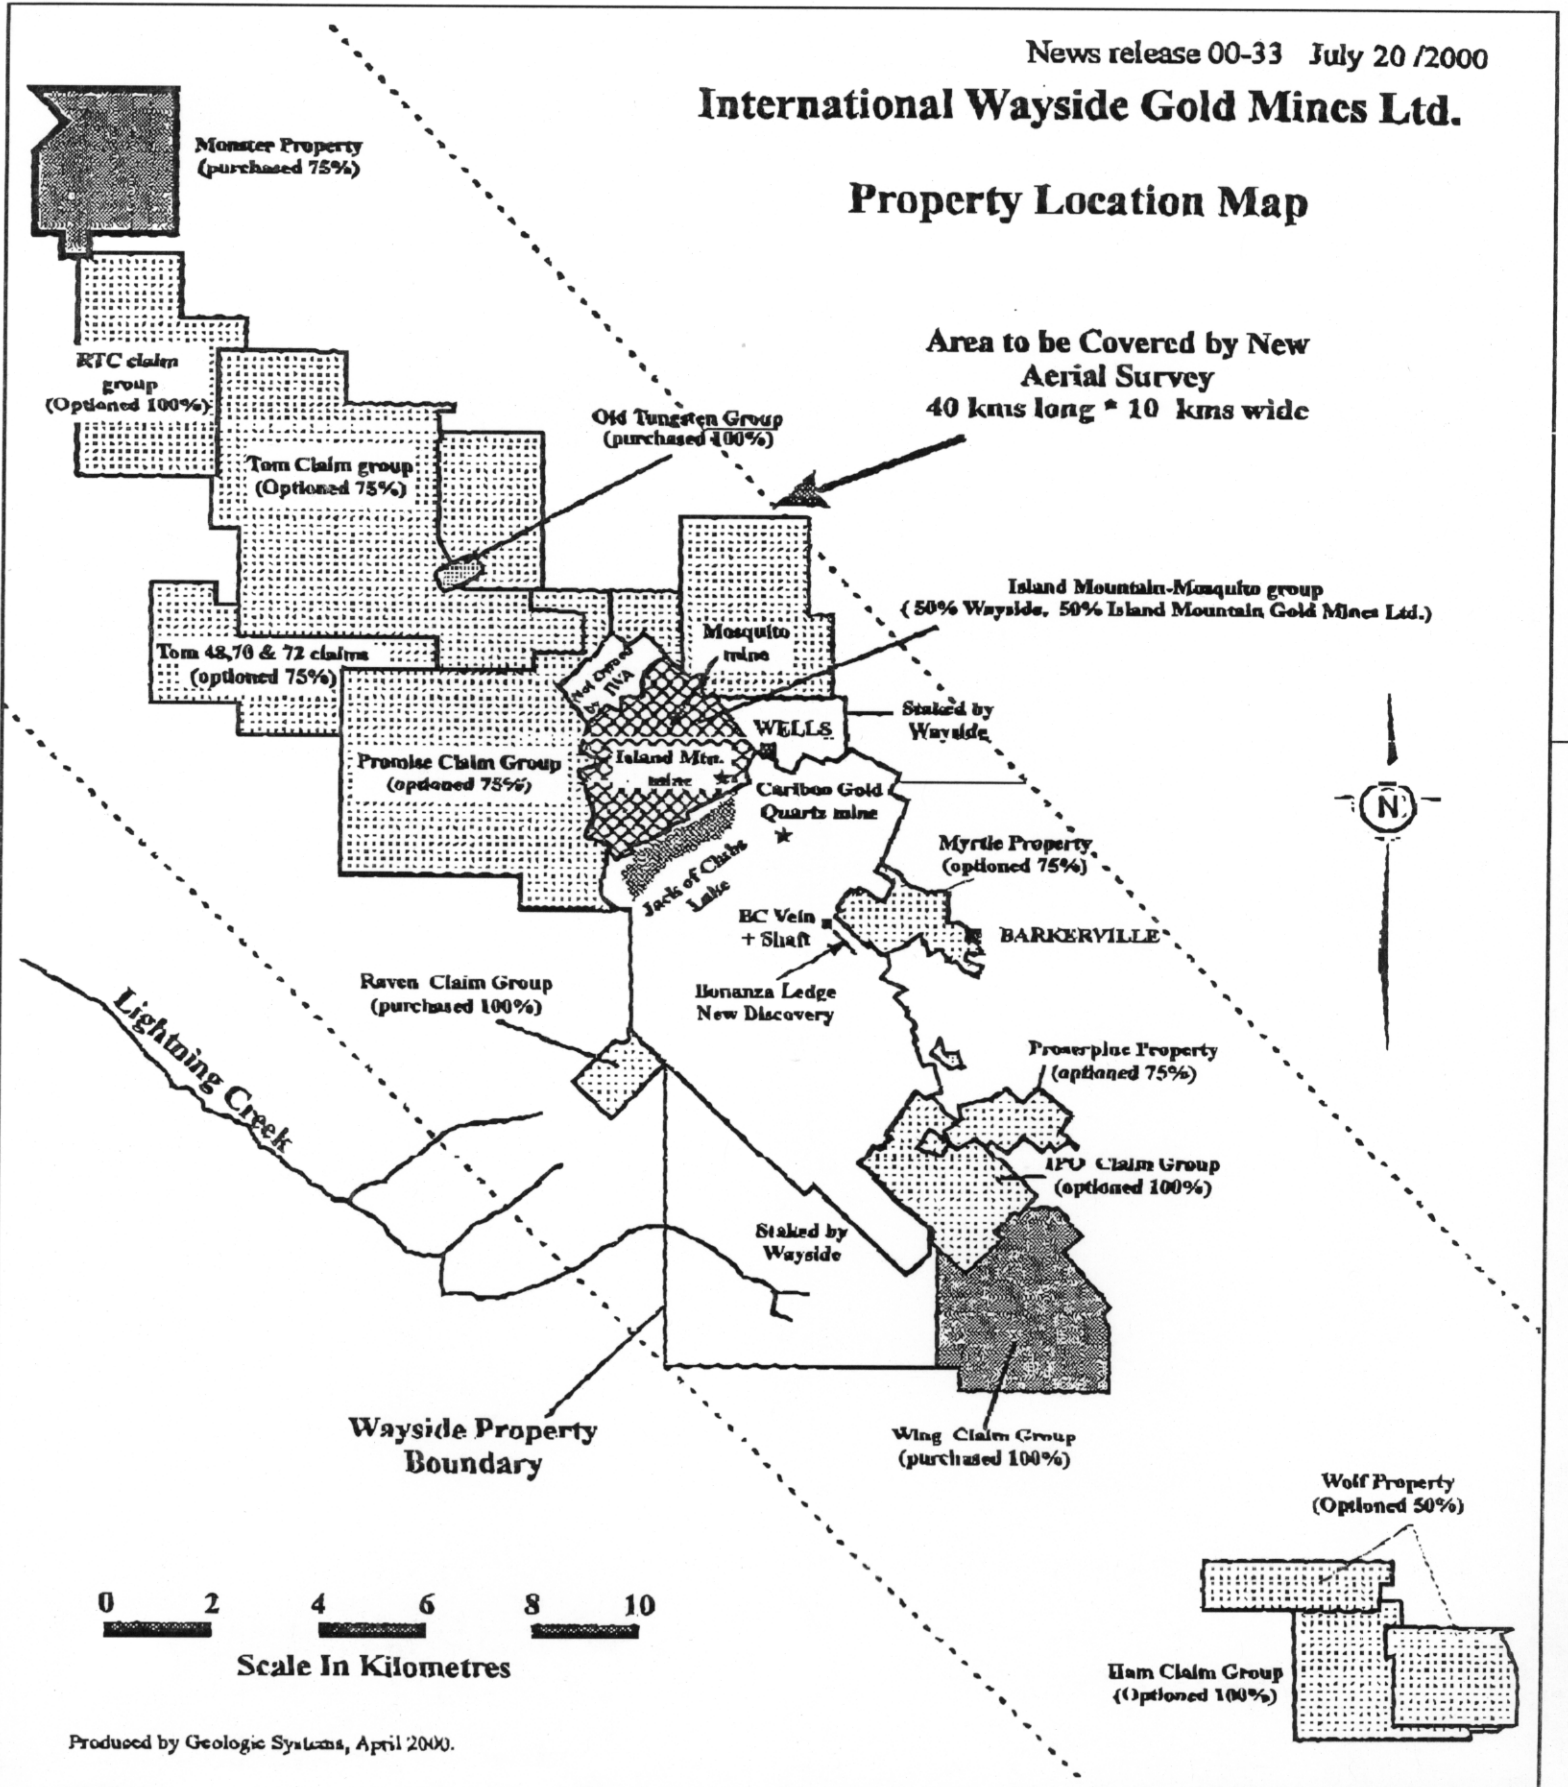 News release 00-33 July 20 /2000
International Wayside Gold Mines Ltd.
Property Location Map
Monster Property
(purchased 75%)
Area to be Covered by New
Aerial Survey
40 kms long * 10 kms wide
RTC claim
group
(Optioned 100%)
Old Tungsten Group
(purchased 100%)
Tom Claim group
(Optioned 75%)
Island Mountain-Mosquito group
( 50% Wayside, 50% Island Mountain Gold Mines Ltd.)
Mosquito
mine
Tom 48,70 & 72 claims
(optioned 75%)
Not Owned
by IWA
Staked by
Wayside
WELLS
Promise Claim Group
(optioned 75%)
Island Mtn.
mine
Cariboo Gold
Quartz mine
N
Myrtle Property
(optioned 75%)
Jack of Clubs
Lake
BC Vein
+ Shaft
BARKERVILLE
Raven Claim Group
(purchased 100%)
Bonanza Ledge
New Discovery
Lightning Creek
Proserpine Property
(optioned 75%)
IPO Claim Group
(optioned 100%)
Staked by
Wayside
Wayside Property
Boundary
Wing Claim Group
(purchased 100%)
Wolf Property
(Optioned 50%)
0 2 4 6 8 10
Scale In Kilometres
Ham Claim Group
(Optioned 100%)
Produced by Geologic Systems, April 2000.